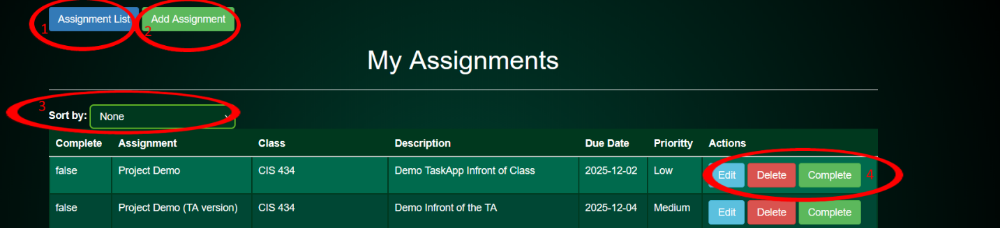 Assignment List Add Assignment
1 2
My Assignments
3
Sort by: None
Complete Assignment Class Description Due Date Prioritty Actions
false Project Demo CIS 434 Demo TaskApp Infront of Class 2025-12-02 Low Edit Delete Complete 4
false Project Demo (TA version) CIS 434 Demo Infront of the TA 2025-12-04 Medium Edit Delete Complete